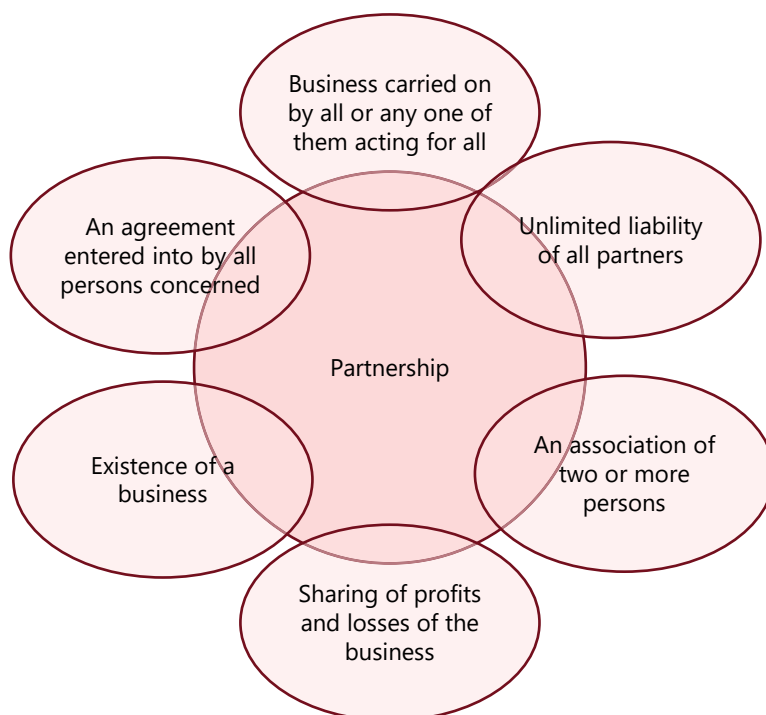 Business carried on
by all or any one of
them acting for all
Unlimited liability
of all partners
An agreement
entered into by all
persons concerned
Partnership
An association of
two or more
persons
Existence of a
business
Sharing of profits
and losses of the
business